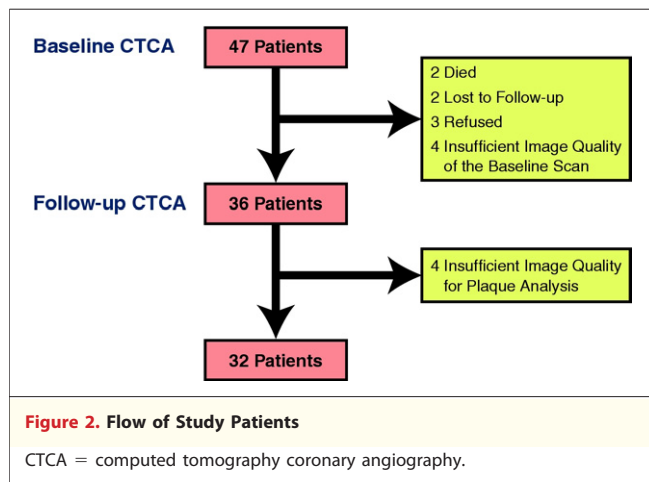 Baseline CTCA
47 Patients
2 Died
2 Lost to Follow-up
3 Refused
4 Insufficient Image Quality
of the Baseline Scan
Follow-up CTCA
36 Patients
4 Insufficient Image Quality
for Plaque Analysis
32 Patients
Figure 2. Flow of Study Patients
CTCA = computed tomography coronary angiography.